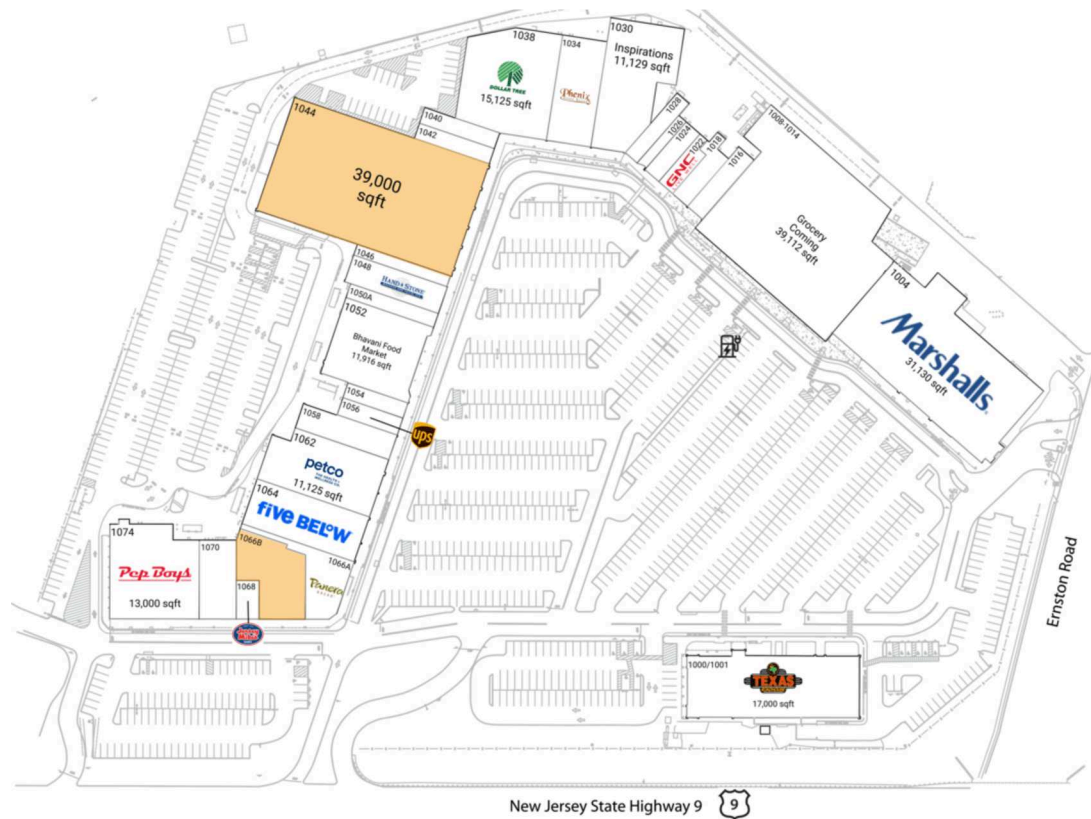 1030
Inspirations
11,129 sqft
1038
DOLLAR TREE
15,125 sqft
1034
Phenix
1044
39,000
sqft
1040
1042
1028
1026
1024
1022
GNC
1018
1016
1008-1014
Grocery
Coming
39,112 sqft
1004
Marshalls
31,130 sqft
1046
1048
HAND & STONE
1050A
1052
Bhavani Food
Market
11,916 sqft
1054
1056
ups
1058
1062
petco
11,125 sqft
1064
five BELOW
1066B
1066A
Panera
BREAD
1074
Pep Boys
13,000 sqft
1070
1068
1000/1001
TEXAS
17,000 sqft
Ernston Road
New Jersey State Highway 9
9